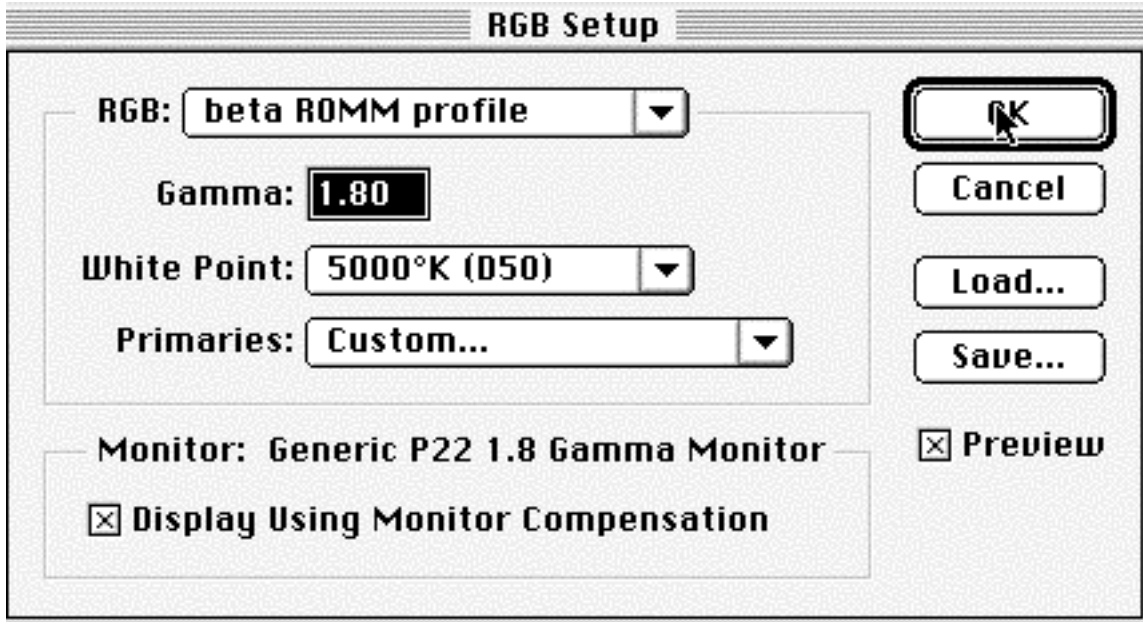 RGB Setup
RGB: beta ROMM profile
OK
Gamma: 1.80
Cancel
White Point: 5000°K (D50)
Load...
Primaries: Custom...
Save...
Monitor: Generic P22 1.8 Gamma Monitor
Preview
Display Using Monitor Compensation